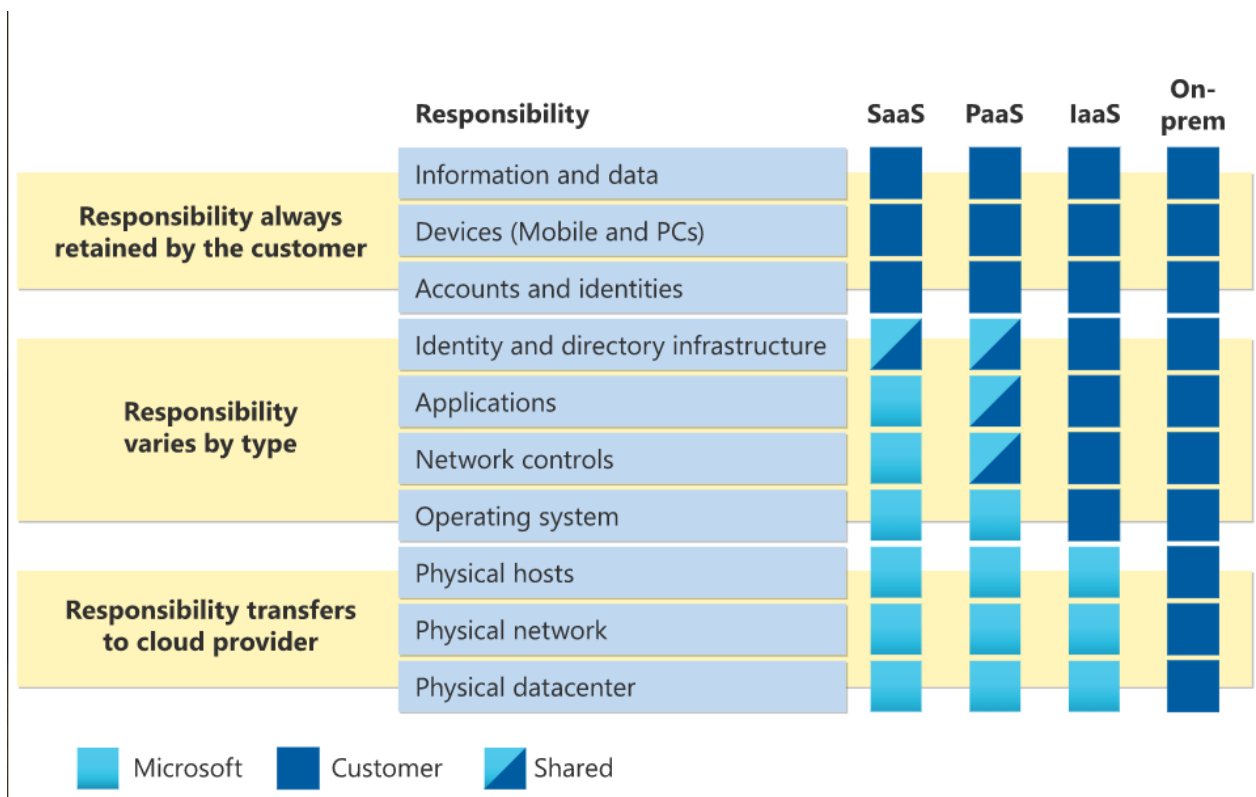 Responsibility SaaS PaaS IaaS On-
prem
Responsibility always
retained by the customer
Information and data
Devices (Mobile and PCs)
Accounts and identities
Responsibility
varies by type
Identity and directory infrastructure
Applications
Network controls
Operating system
Responsibility transfers
to cloud provider
Physical hosts
Physical network
Physical datacenter
Microsoft Customer Shared